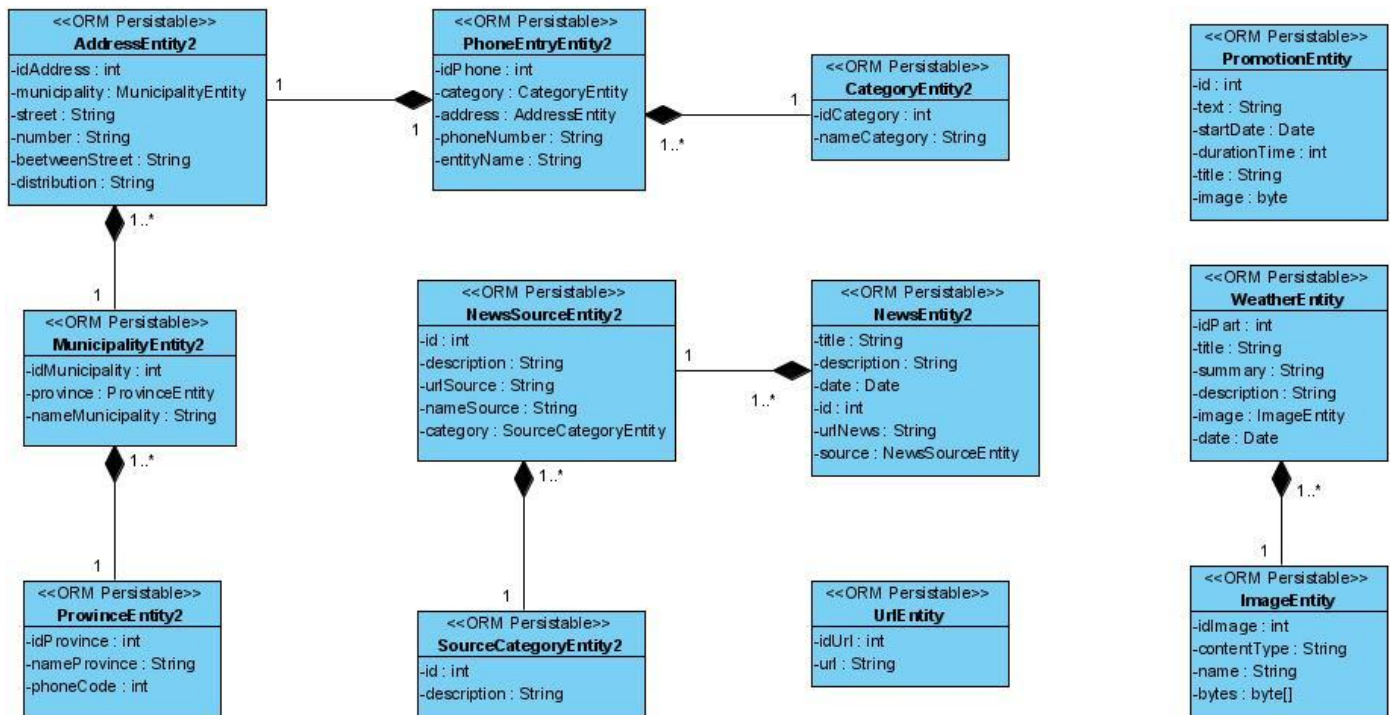 <<ORM Persistable>>
AddressEntity2
-idAddress : int
-municipality : MunicipalityEntity
-street : String
-number : String
-beetweenStreet : String
-distribution : String
1
1
<<ORM Persistable>>
PhoneEntryEntity2
-idPhone : int
-category : CategoryEntity
-address : AddressEntity
-phoneNumber : String
-entityName : String
1..*
1
<<ORM Persistable>>
CategoryEntity2
-idCategory : int
-nameCategory : String
<<ORM Persistable>>
PromotionEntity
-id : int
-text : String
-startDate : Date
-durationTime : int
-title : String
-image : byte
1..*
1
<<ORM Persistable>>
MunicipalityEntity2
-idMunicipality : int
-province : ProvinceEntity
-nameMunicipality : String
1..*
1
<<ORM Persistable>>
NewsSourceEntity2
-id : int
-description : String
-urlSource : String
-nameSource : String
-category : SourceCategoryEntity
1
1..*
<<ORM Persistable>>
NewsEntity2
-title : String
-description : String
-date : Date
-id : int
-urlNews : String
-source : NewsSourceEntity
<<ORM Persistable>>
WeatherEntity
-idPart : int
-title : String
-summary : String
-description : String
-image : ImageEntity
-date : Date
1..*
1
1..*
1
<<ORM Persistable>>
ProvinceEntity2
-idProvince : int
-nameProvince : String
-phoneCode : int
<<ORM Persistable>>
SourceCategoryEntity2
-id : int
-description : String
<<ORM Persistable>>
UrlEntity
-idUrl : int
-url : String
<<ORM Persistable>>
ImageEntity
-idImage : int
-contentType : String
-name : String
-bytes : byte[]